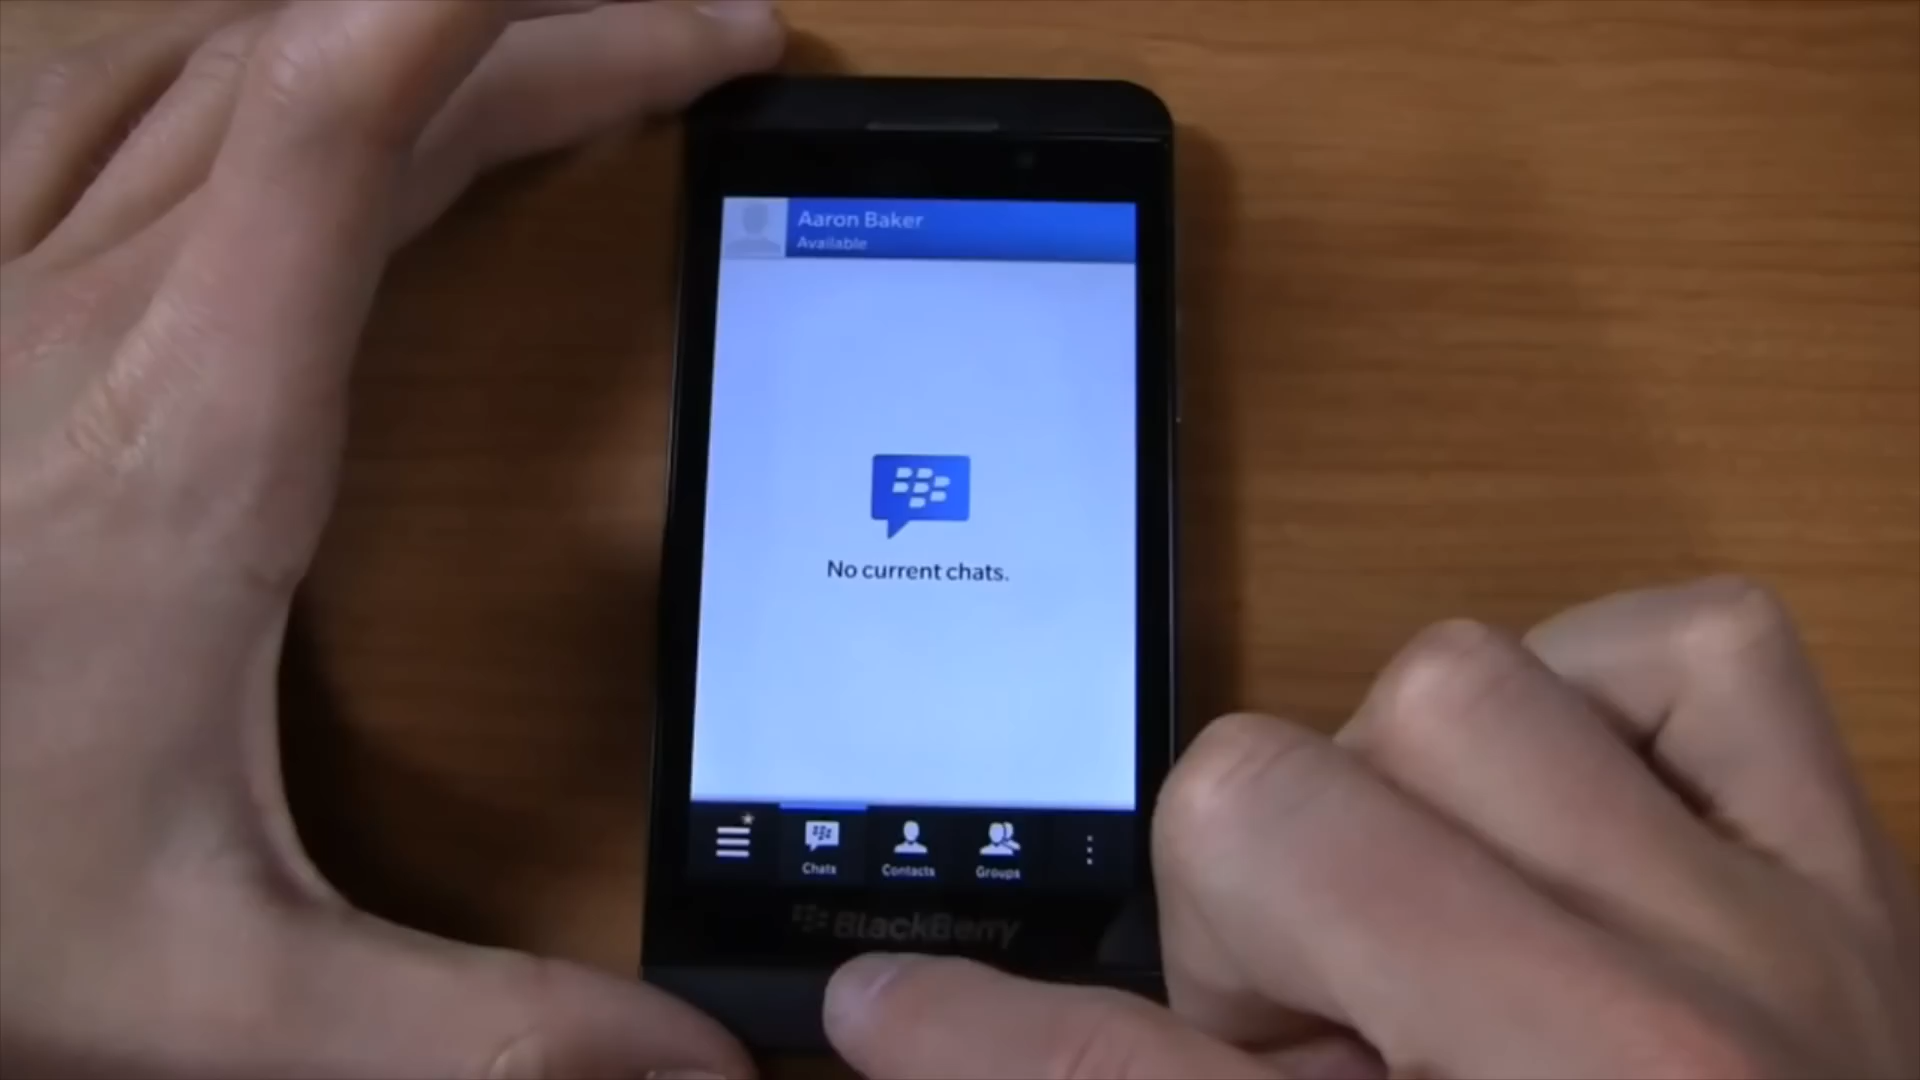 Aaron Baker
Available
No current chats.
Chats
Contacts
Groups
BlackBerry